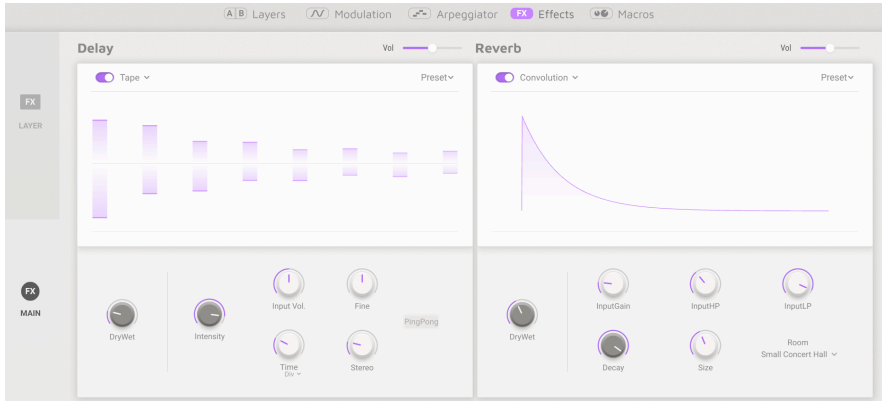 A B Layers Modulation Arpeggiator FX Effects Macros
Delay Vol Reverb Vol
Tape Preset Convolution Preset
FX
LAYER
FX
MAIN
Input Vol. Fine InputGain InputHP InputLP
PingPong
DryWet Intensity DryWet
Room
Time Stereo Decay Size Small Concert Hall
Div